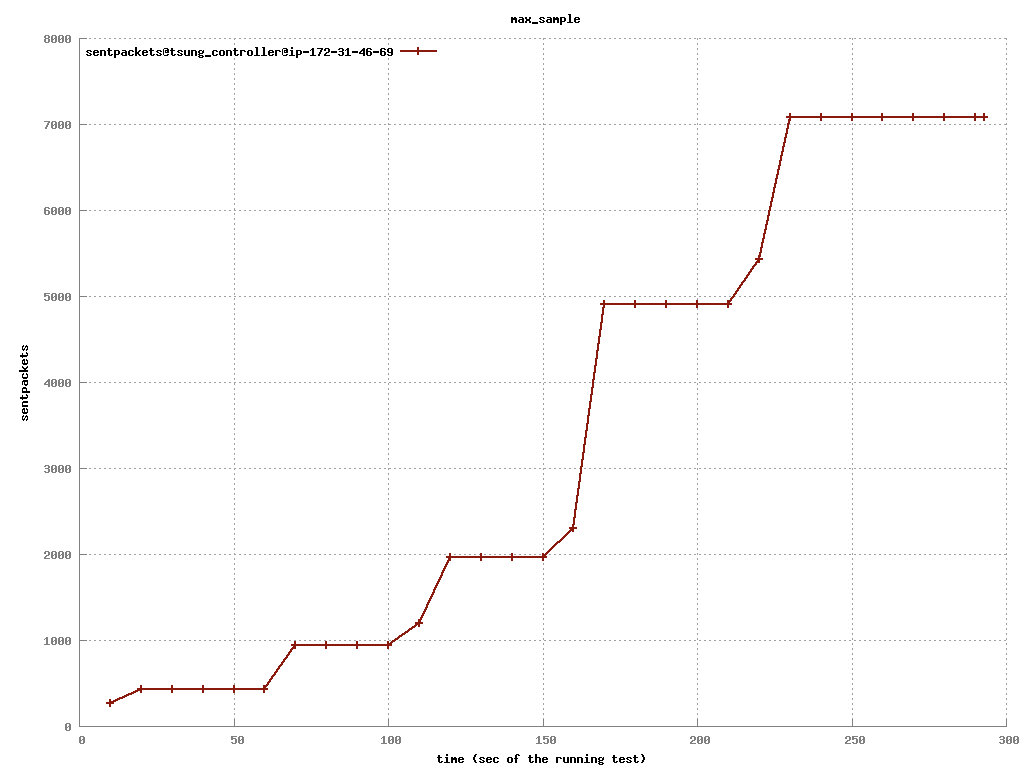 max_sample
8000
sentpackets@tsung_controller@ip-172-31-46-69
7000
6000
5000
4000
3000
2000
1000
0
sentpackets
0 50 100 150 200 250 300
time (sec of the running test)